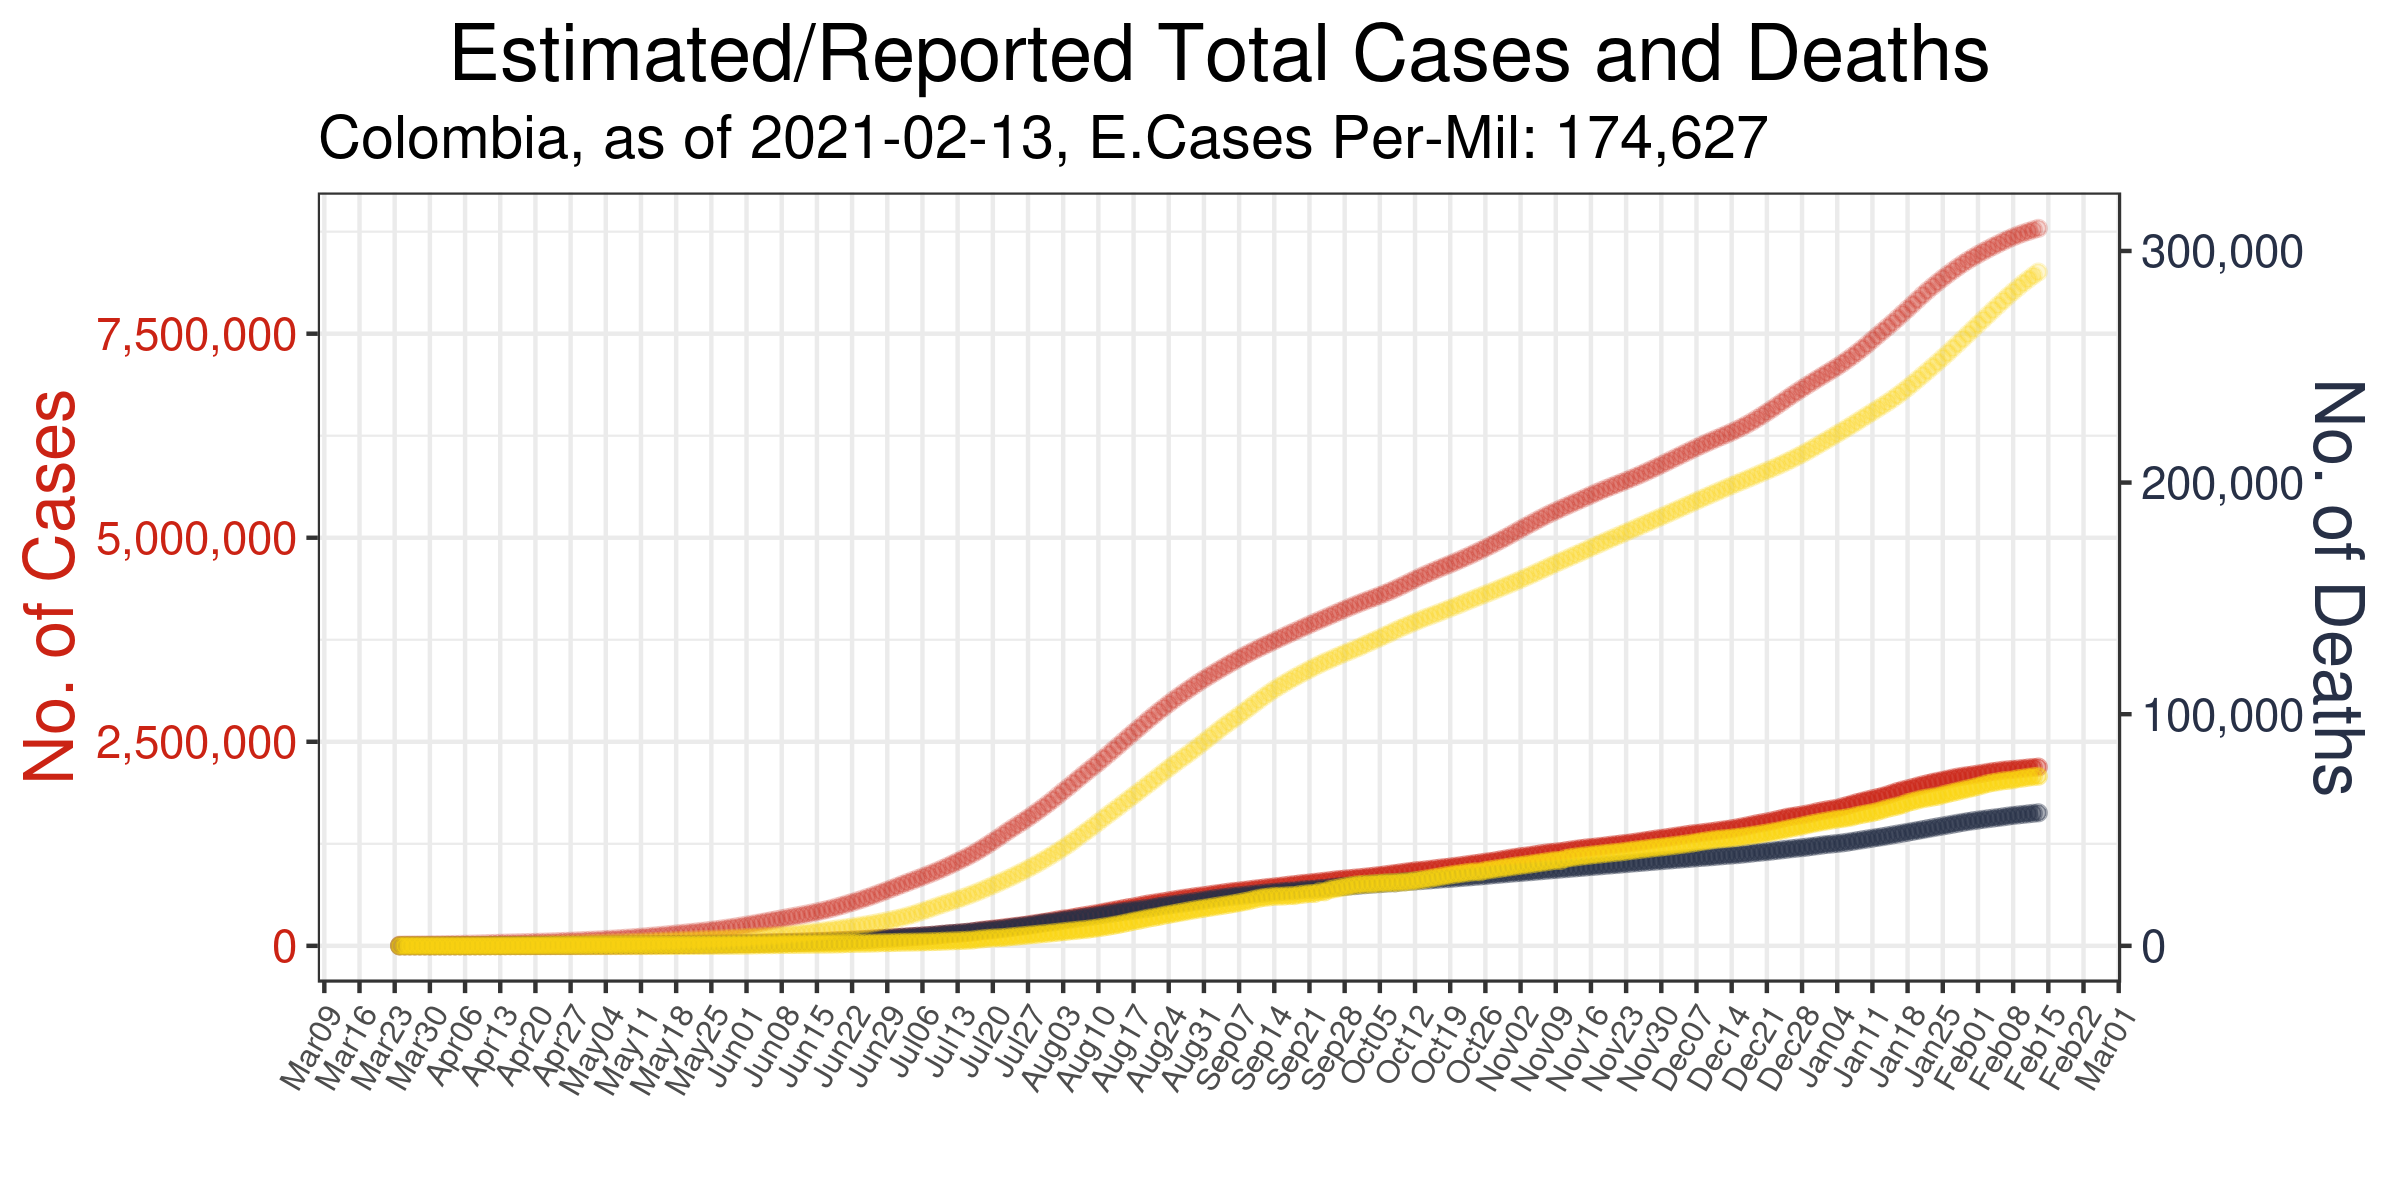 Estimated/Reported Total Cases and Deaths
Colombia, as of 2021-02-13, E.Cases Per-Mil: 174,627
No. of Cases
7,500,000
5,000,000
2,500,000
0
300,000
200,000
100,000
0
No. of Deaths
Mar09
Mar16
Mar23
Mar30
Apr06
Apr13
Apr20
Apr27
May04
May11
May18
May25
Jun01
Jun08
Jun15
Jun22
Jun29
Jul06
Jul13
Jul20
Jul27
Aug03
Aug10
Aug17
Aug24
Aug31
Sep07
Sep14
Sep21
Sep28
Oct05
Oct12
Oct19
Oct26
Nov02
Nov09
Nov16
Nov23
Nov30
Dec07
Dec14
Dec21
Dec28
Jan04
Jan11
Jan18
Jan25
Feb01
Feb08
Feb15
Feb22
Mar01